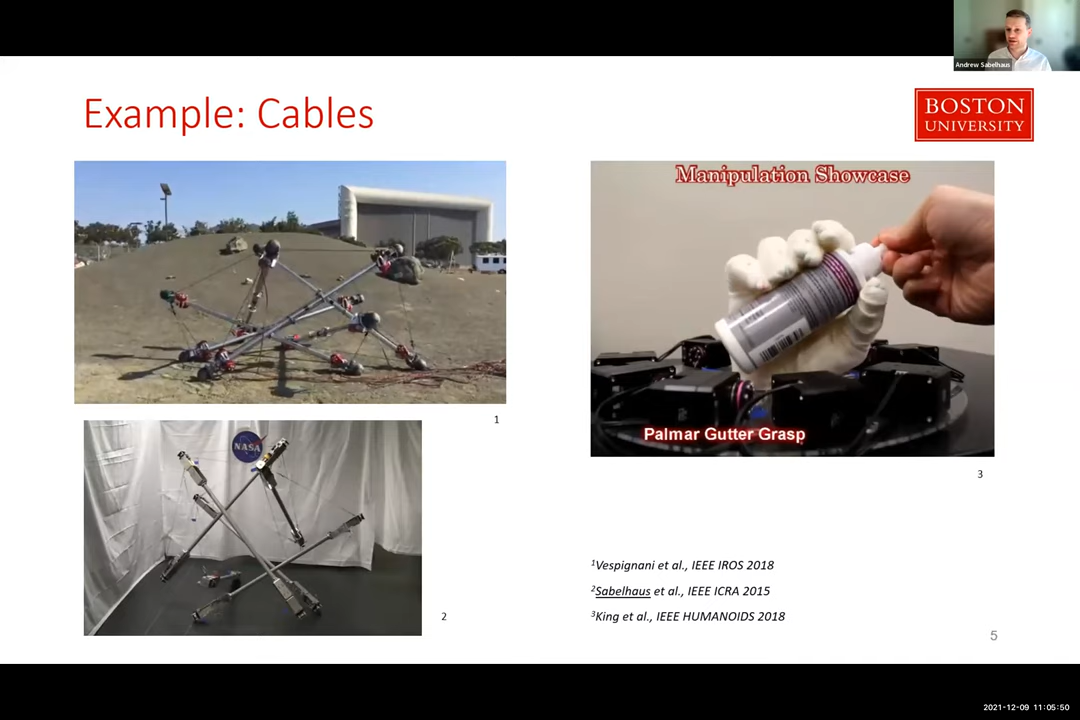 Andrew Sabelhaus
Example: Cables
BOSTON
UNIVERSITY
Manipulation Showcase
Palmar Gutter Grasp
1
NASA
2
3
1Vespignani et al., IEEE IROS 2018
2Sabelhaus et al., IEEE ICRA 2015
3King et al., IEEE HUMANOIDS 2018
5
2021-12-09 11:05:50